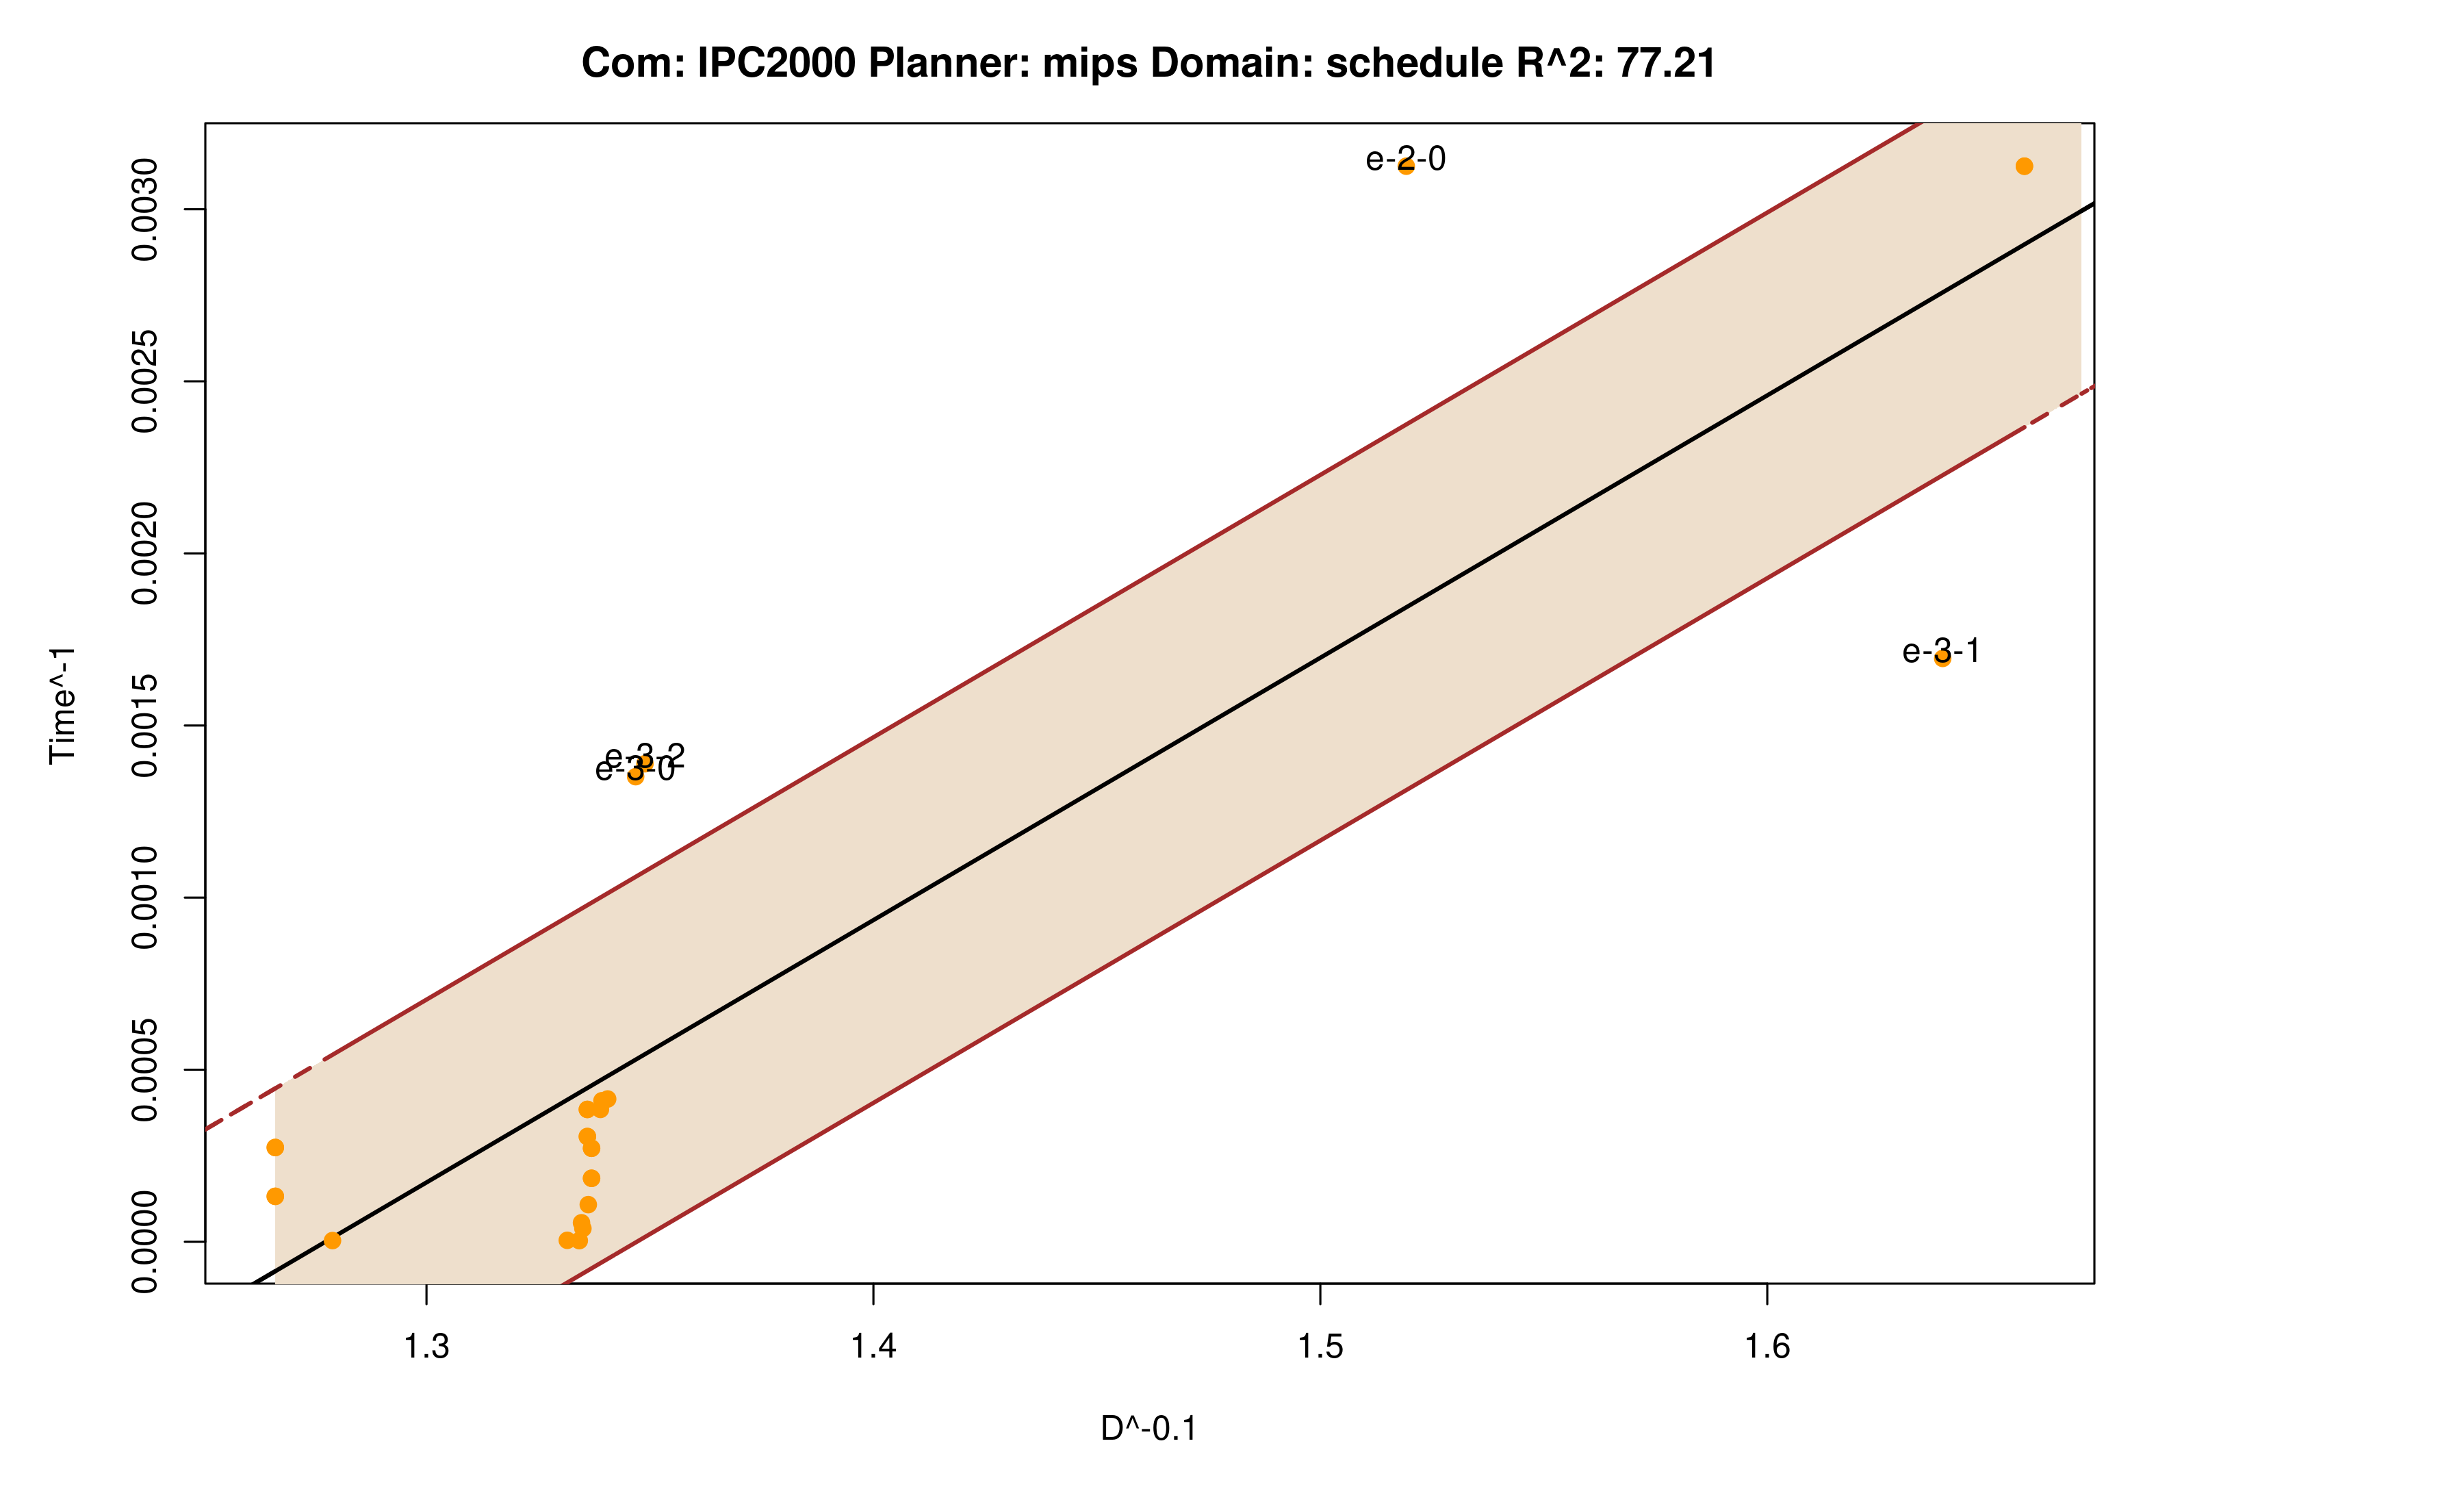 Com: IPC2000 Planner: mips Domain: schedule R^2: 77.21
e-2-0
e-3-1
e-3-2
e-3-0
Time^-1
0.0030
0.0025
0.0020
0.0015
0.0010
0.0005
0.0000
1.3 1.4 1.5 1.6
D^-0.1